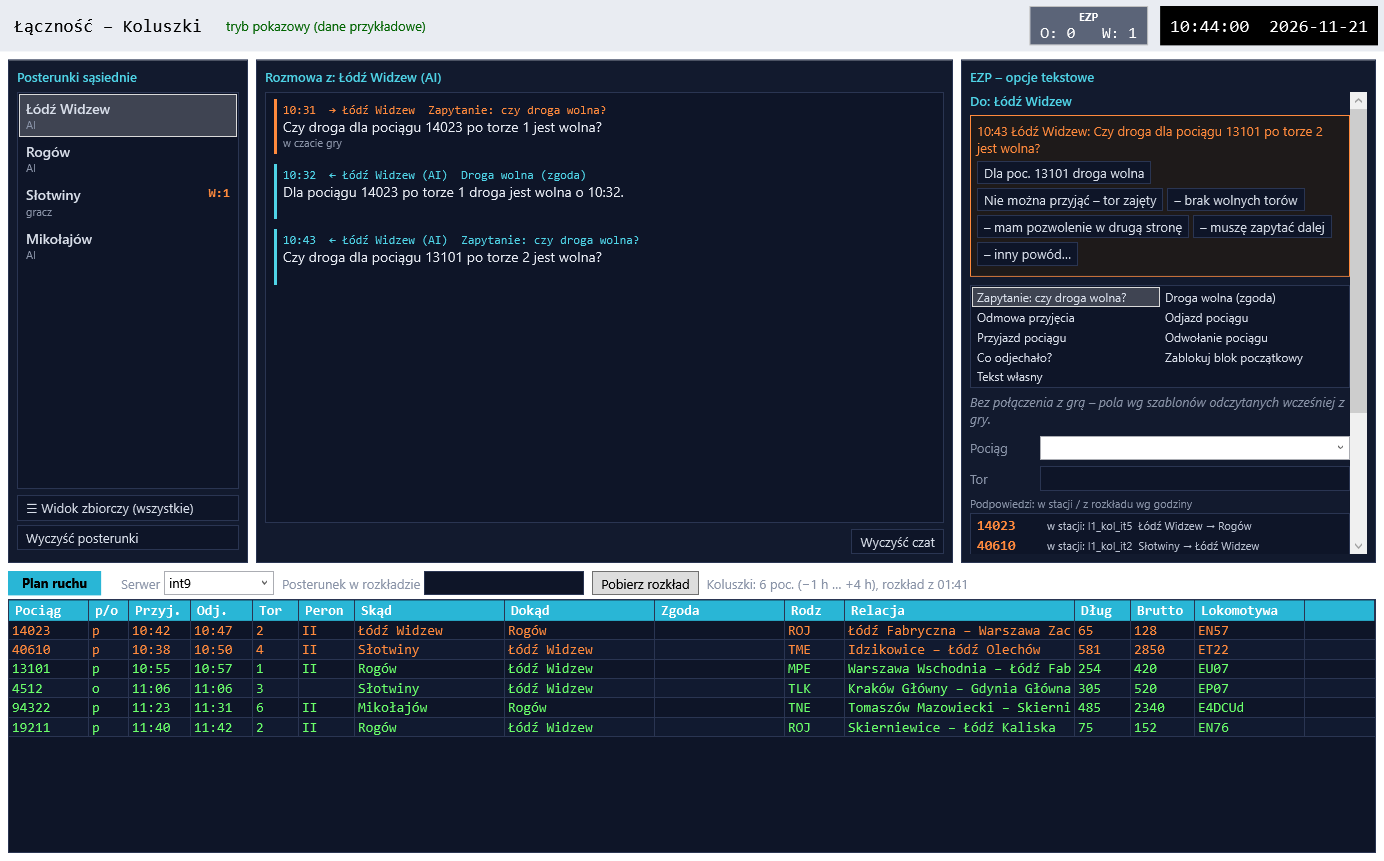 Łączność – Koluszki
tryb pokazowy (dane przykładowe)
EZP
O: 0 W: 1
10:44:00 2026-11-21
Posterunki sąsiednie
Łódź Widzew
AI
Rogów
AI
Słotwiny W:1
gracz
Mikołajów
AI
☰ Widok zbiorczy (wszystkie)
Wyczyść posterunki
Rozmowa z: Łódź Widzew (AI)
10:31 → Łódź Widzew Zapytanie: czy droga wolna?
Czy droga dla pociągu 14023 po torze 1 jest wolna?
w czasie gry
10:32 ← Łódź Widzew (AI) Droga wolna (zgoda)
Dla pociągu 14023 po torze 1 droga jest wolna o 10:32.
10:43 ← Łódź Widzew (AI) Zapytanie: czy droga wolna?
Czy droga dla pociągu 13101 po torze 2 jest wolna?
Wyczyść czat
EZP – opcje tekstowe
Do: Łódź Widzew
10:43 Łódź Widzew: Czy droga dla pociągu 13101 po torze 2
jest wolna?
Dla poc. 13101 droga wolna
Nie można przyjąć – tor zajęty – brak wolnych torów
– mam pozwolenie w drugą stronę – muszę zapytać dalej
– inny powód...
Zapytanie: czy droga wolna? Droga wolna (zgoda)
Odmowa przyjęcia Odjazd pociągu
Przyjazd pociągu Odwołanie pociągu
Co odjechało? Zablokuj blok początkowy
Tekst własny
Bez połączenia z grą – pola wg szablonów odczytanych wcześniej z
gry.
Pociąg
Tor
Podpowiedzi: w stacji / z rozkładu wg godziny
14023 w stacji: l1_kol_it5 Łódź Widzew → Rogów
40610 w stacji: l1_kol_it2 Słotwiny → Łódź Widzew
Plan ruchu Serwer int9 Posterunek w rozkładzie Pobierz rozkład Koluszki: 6 poc. (−1 h ... +4 h), rozkład z 01:41
Pociąg p/o Przyj. Odj. Tor Peron Skąd Dokąd Zgoda Rodz Relacja Dług Brutto Lokomotywa
14023 p 10:42 10:47 2 II Łódź Widzew Rogów ROJ Łódź Fabryczna – Warszawa Zac 65 128 EN57
40610 p 10:38 10:50 4 II Słotwiny Łódź Widzew TME Idzikowice – Łódź Olechów 581 2850 ET22
13101 p 10:55 10:57 1 II Rogów Łódź Widzew MPE Warszawa Wschodnia – Łódź Fab 254 420 EU07
4512 o 11:06 11:06 3 Słotwiny Łódź Widzew TLK Kraków Główny – Gdynia Główna 305 520 EP07
94322 p 11:23 11:31 6 II Mikołajów Rogów TNE Tomaszów Mazowiecki – Skierni 485 2340 E4DCUd
19211 p 11:40 11:42 2 II Rogów Łódź Widzew ROJ Skierniewice – Łódź Kaliska 75 152 EN76